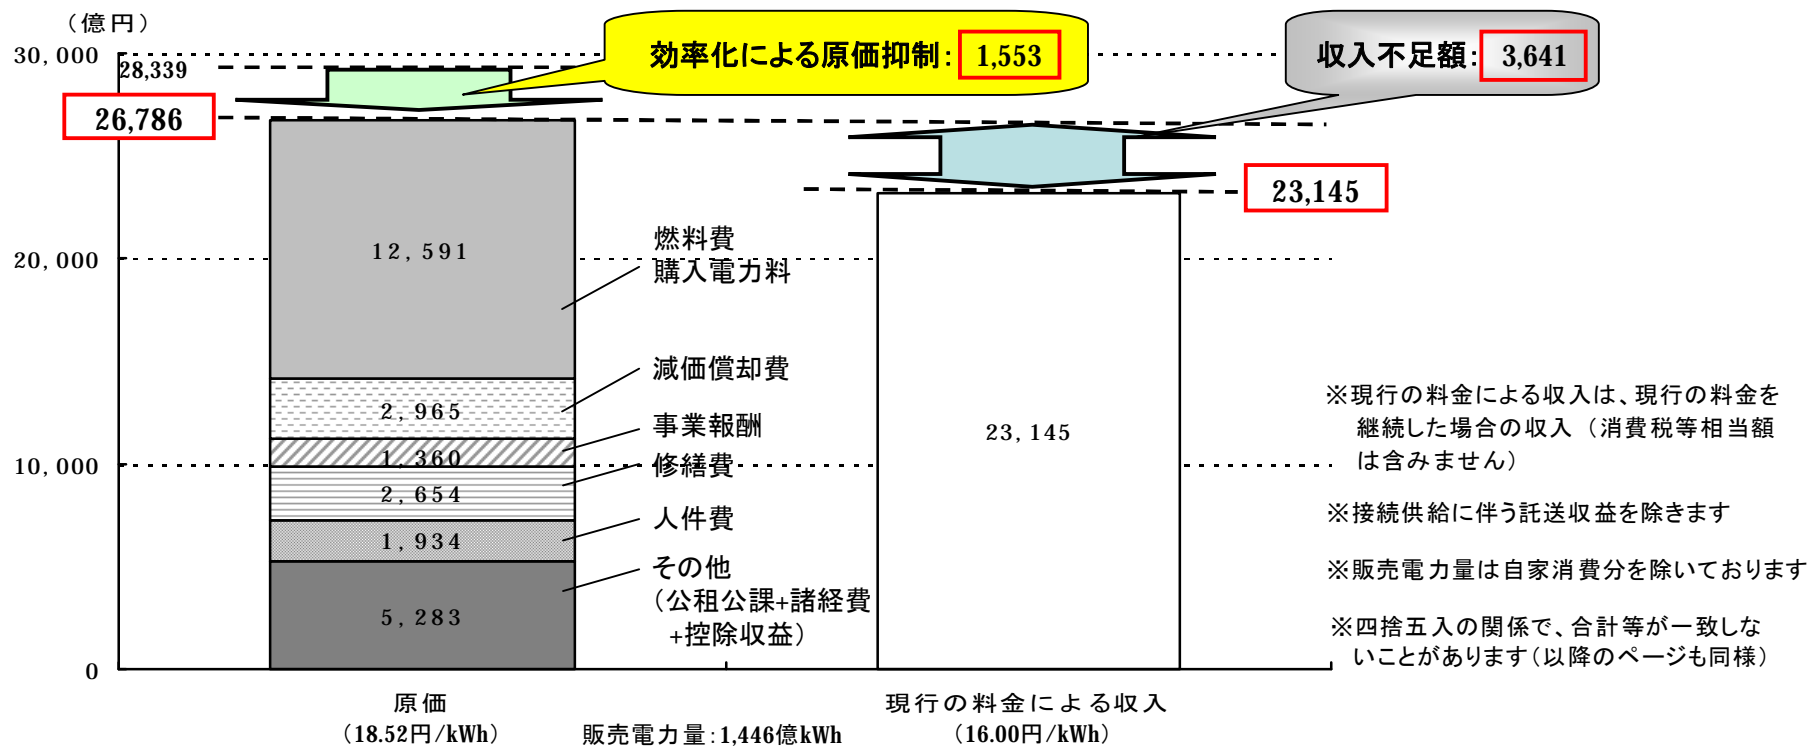 （億円）
30,000
28,339
26,786
効率化による原価抑制： 1,553
収入不足額： 3,641
23,145
20,000
10,000
0
12,591
2,965
1,360
2,654
1,934
5,283
燃料費
購入電力料
減価償却費
事業報酬
修繕費
人件費
その他
（公租公課+諸経費
+控除収益）
23,145
※現行の料金による収入は、現行の料金を
継続した場合の収入（消費税等相当額
は含みません）
※接続供給に伴う託送収益を除きます
※販売電力量は自家消費分を除いております
※四捨五入の関係で、合計等が一致しな
いことがあります（以降のページも同様）
原価
（18.52円/kWh）
販売電力量：1,446億kWh
現行の料金による収入
（16.00円/kWh）